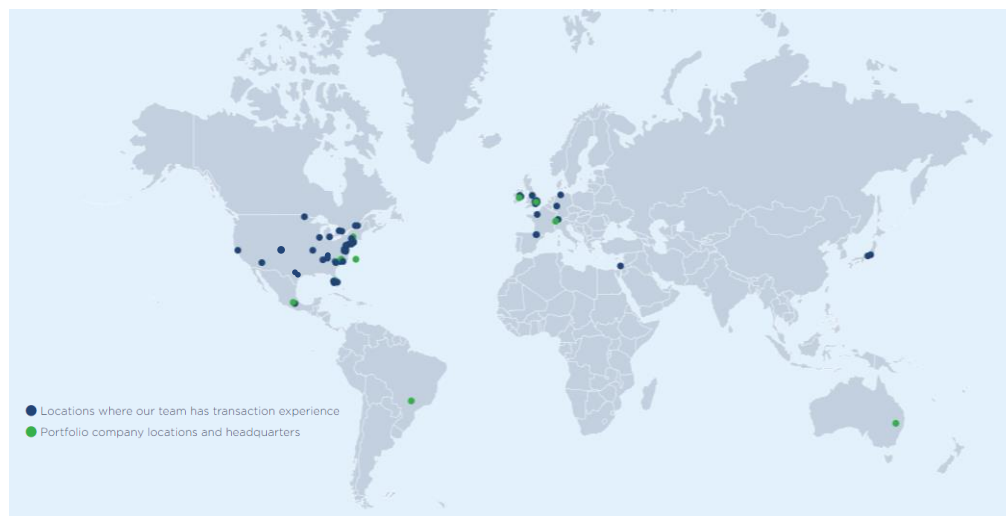 Locations where our team has transaction experience
Portfolio company locations and headquarters